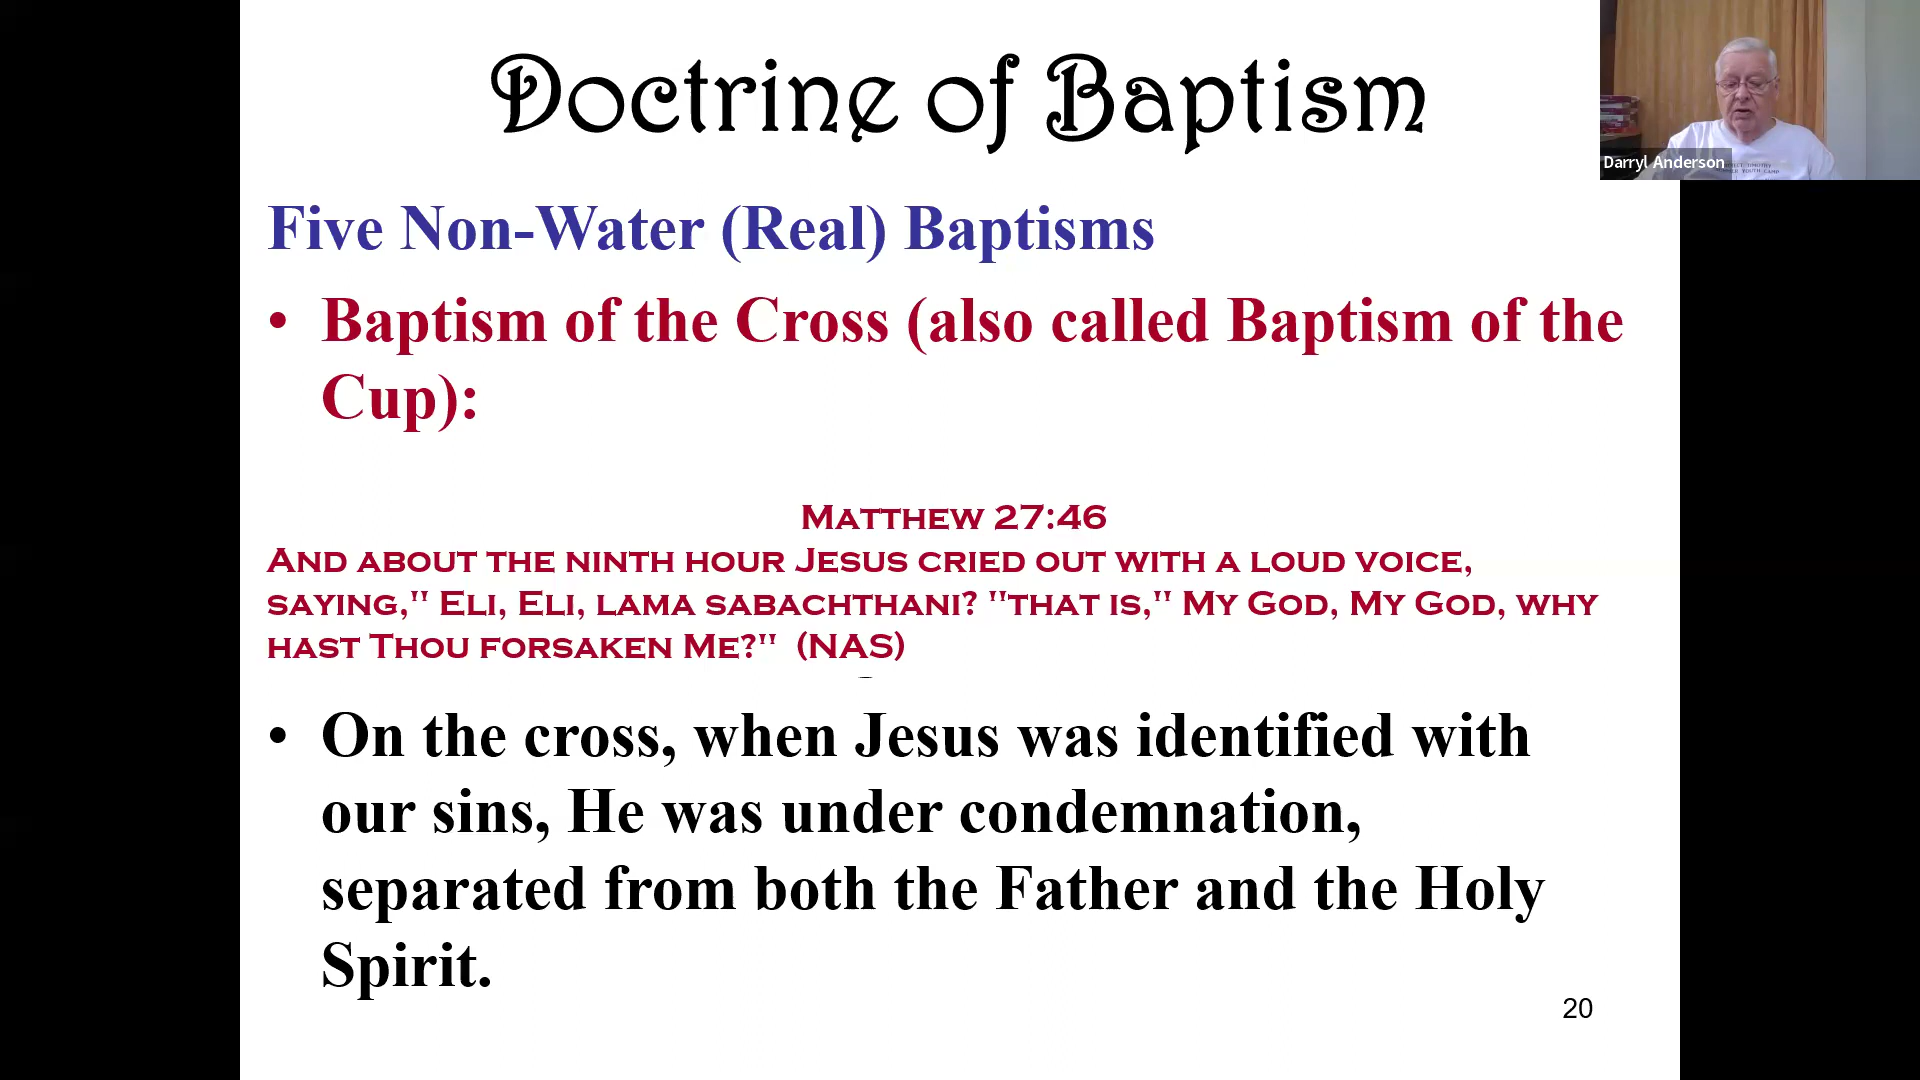 Doctrine of Baptism
Darryl Anderson
Five Non-Water (Real) Baptisms
• Baptism of the Cross (also called Baptism of the
Cup):
Matthew 27:46
And about the ninth hour Jesus cried out with a loud voice,
saying," Eli, Eli, lama sabachthani? "that is," My God, My God, why
hast Thou forsaken Me?" (NAS)
• On the cross, when Jesus was identified with
our sins, He was under condemnation,
separated from both the Father and the Holy
Spirit.
20